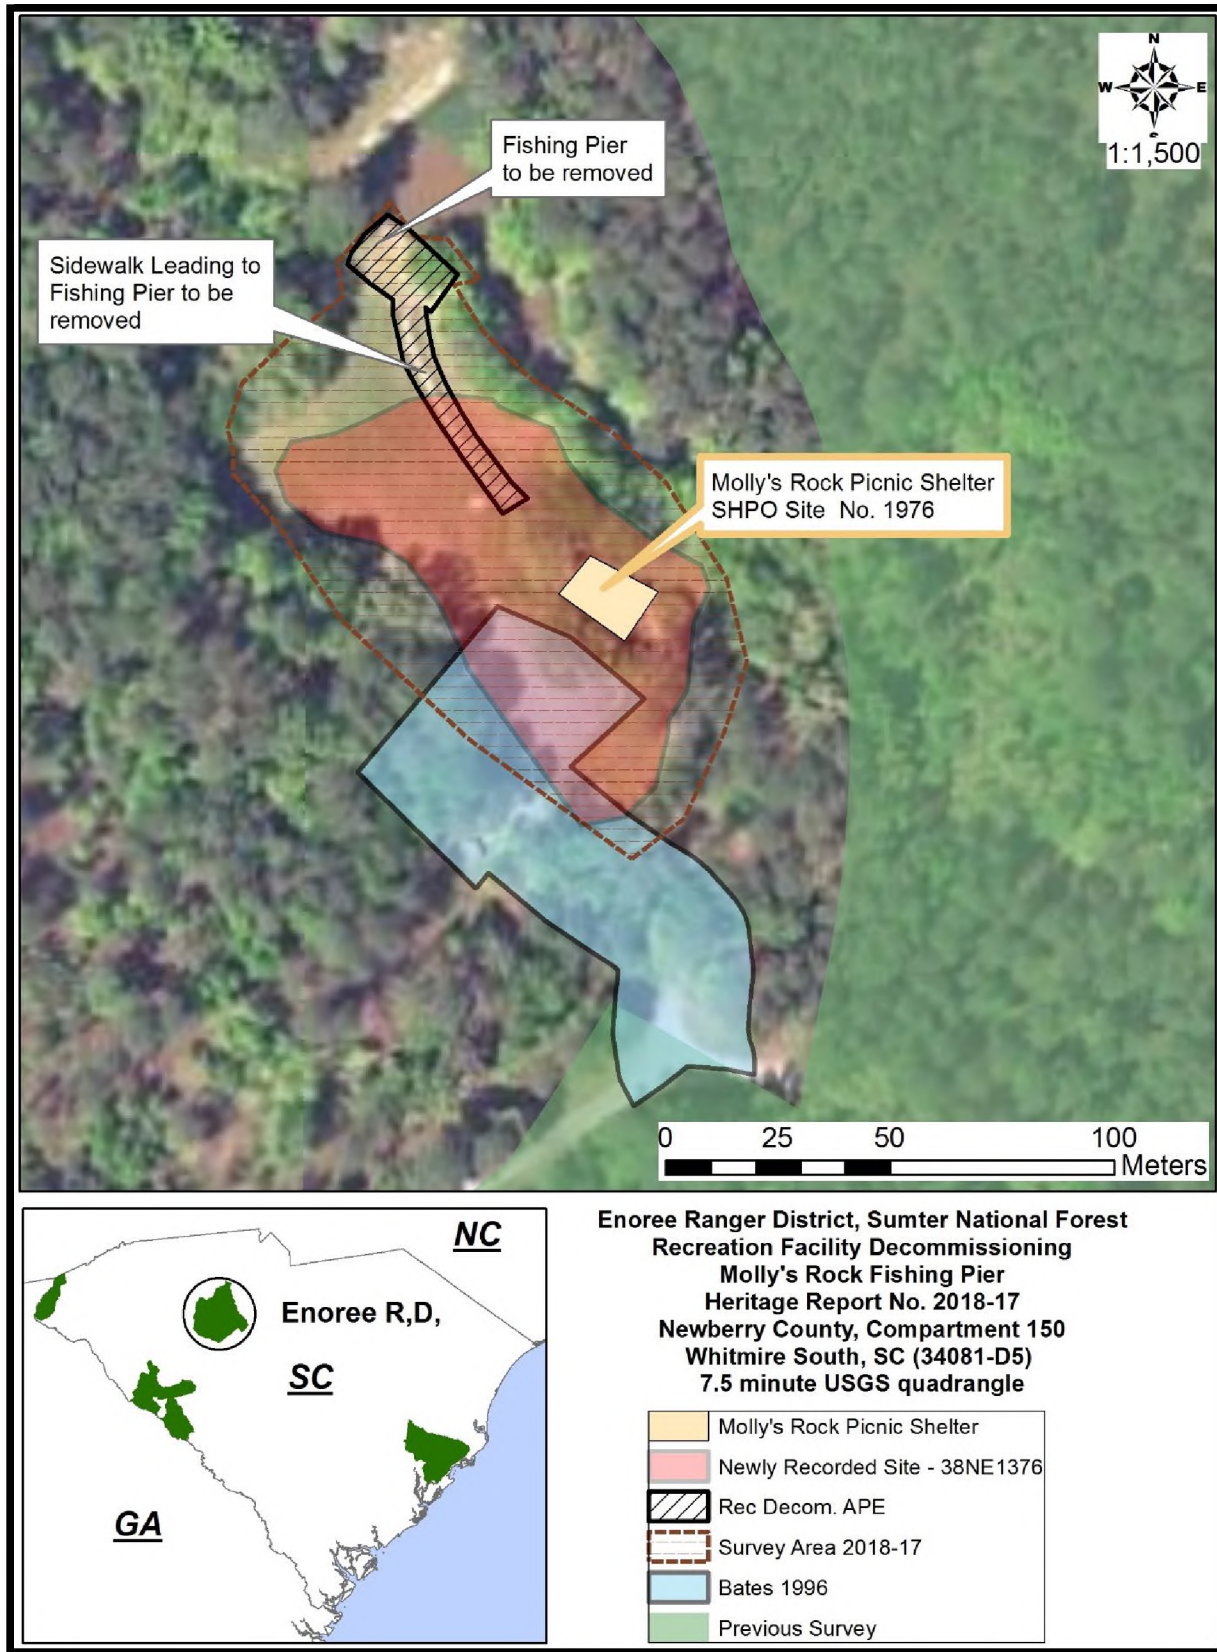 N
W
E
S
1:1,500
Fishing Pier
to be removed
Sidewalk Leading to
Fishing Pier to be
removed
Molly's Rock Picnic Shelter
SHPO Site No. 1976
0 25 50 100
Meters
NC
Enoree R,D,
SC
GA
Enoree Ranger District, Sumter National Forest
Recreation Facility Decommissioning
Molly's Rock Fishing Pier
Heritage Report No. 2018-17
Newberry County, Compartment 150
Whitmire South, SC (34081-D5)
7.5 minute USGS quadrangle
Molly's Rock Picnic Shelter
Newly Recorded Site - 38NE1376
Rec Decom. APE
Survey Area 2018-17
Bates 1996
Previous Survey